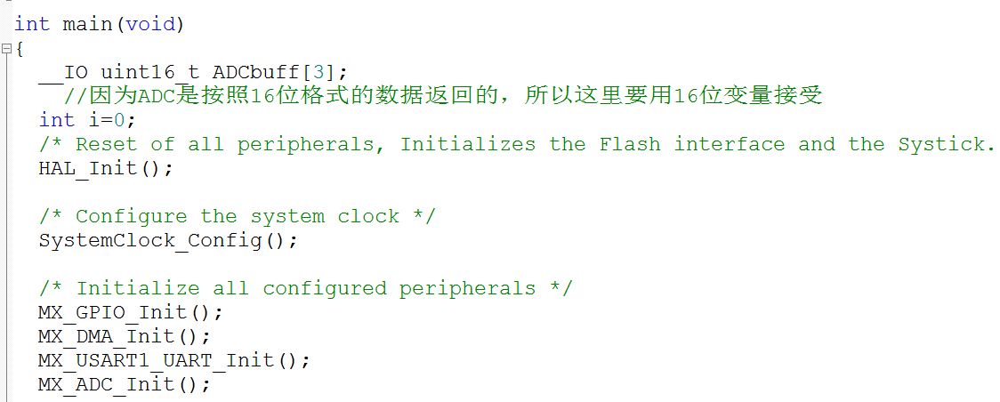 int main(void)
{
__IO uint16_t ADCbuff[3];
//因为ADC是按照16位格式的数据返回的，所以这里要用16位变量接受
int i=0;
/* Reset of all peripherals, Initializes the Flash interface and the Systick.
HAL_Init();
/* Configure the system clock */
SystemClock_Config();
/* Initialize all configured peripherals */
MX_GPIO_Init();
MX_DMA_Init();
MX_USART1_UART_Init();
MX_ADC_Init();